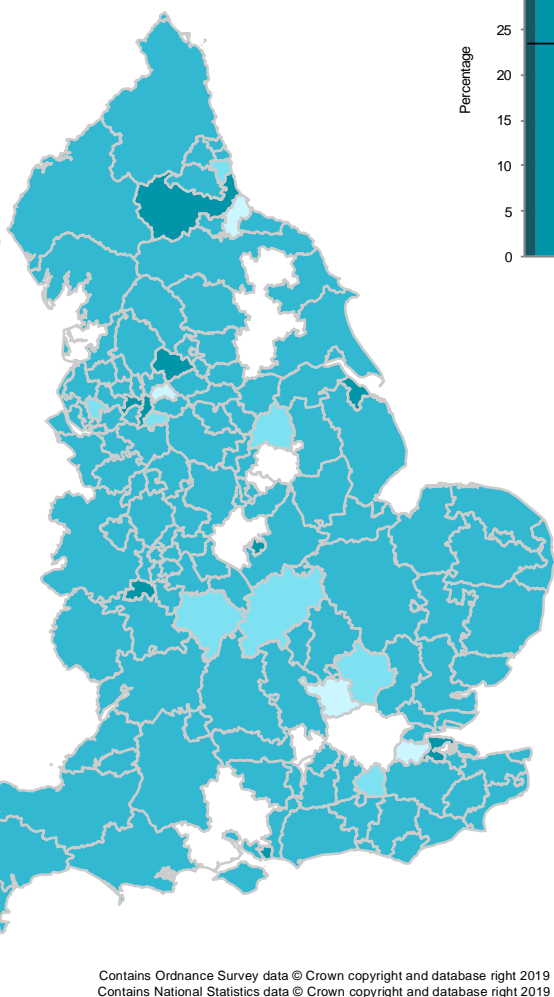 25
Percentage
20
15
10
5
0
Contains Ordnance Survey data © Crown copyright and database right 2019
Contains National Statistics data © Crown copyright and database right 2019